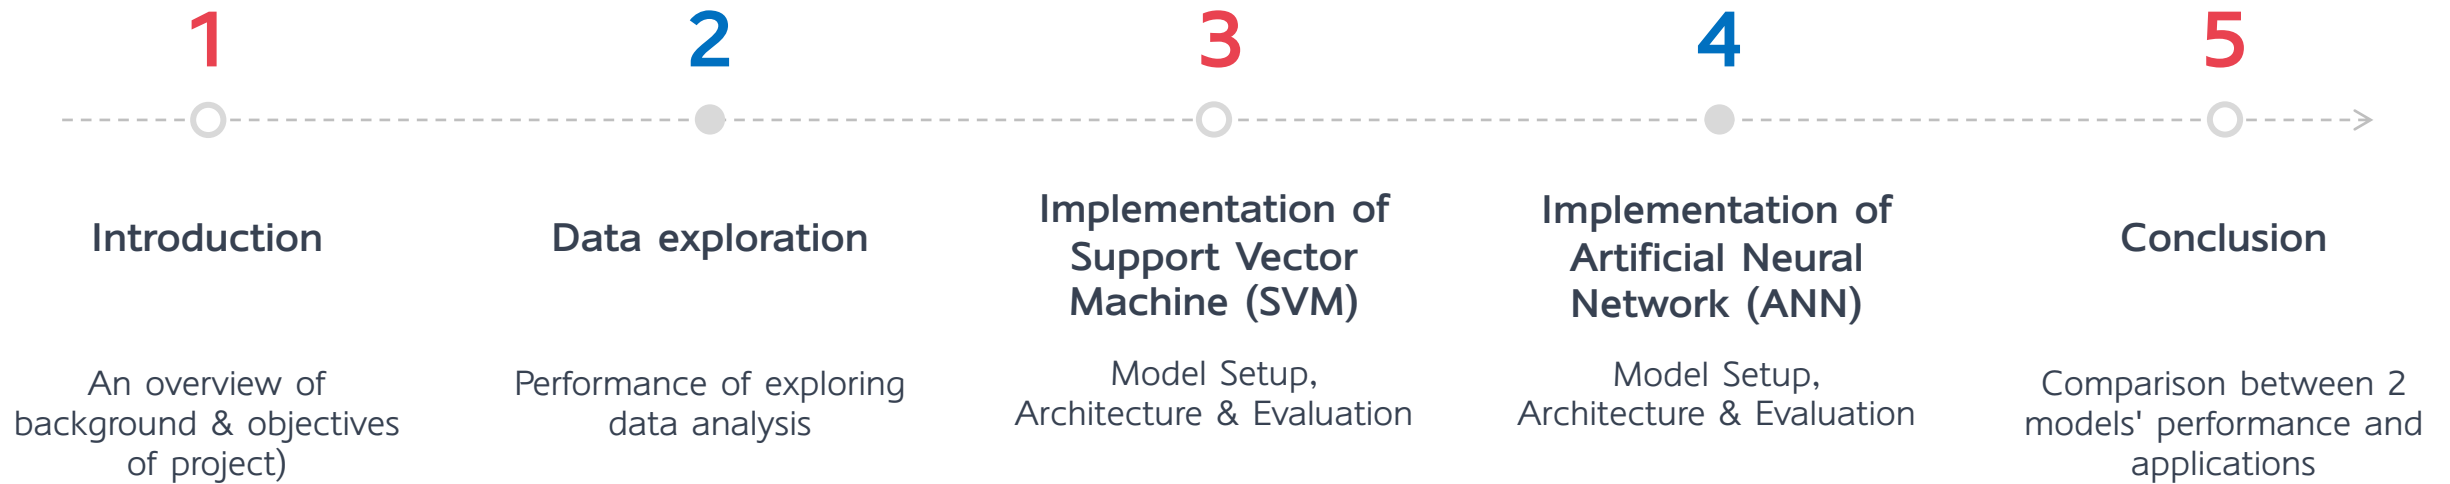 1
2
3
4
5
Introduction
Data exploration
Implementation of
Support Vector
Machine (SVM)
Implementation of
Artificial Neural
Network (ANN)
Conclusion
An overview of
background & objectives
of project)
Performance of exploring
data analysis
Model Setup,
Architecture & Evaluation
Model Setup,
Architecture & Evaluation
Comparison between 2
models' performance and
applications